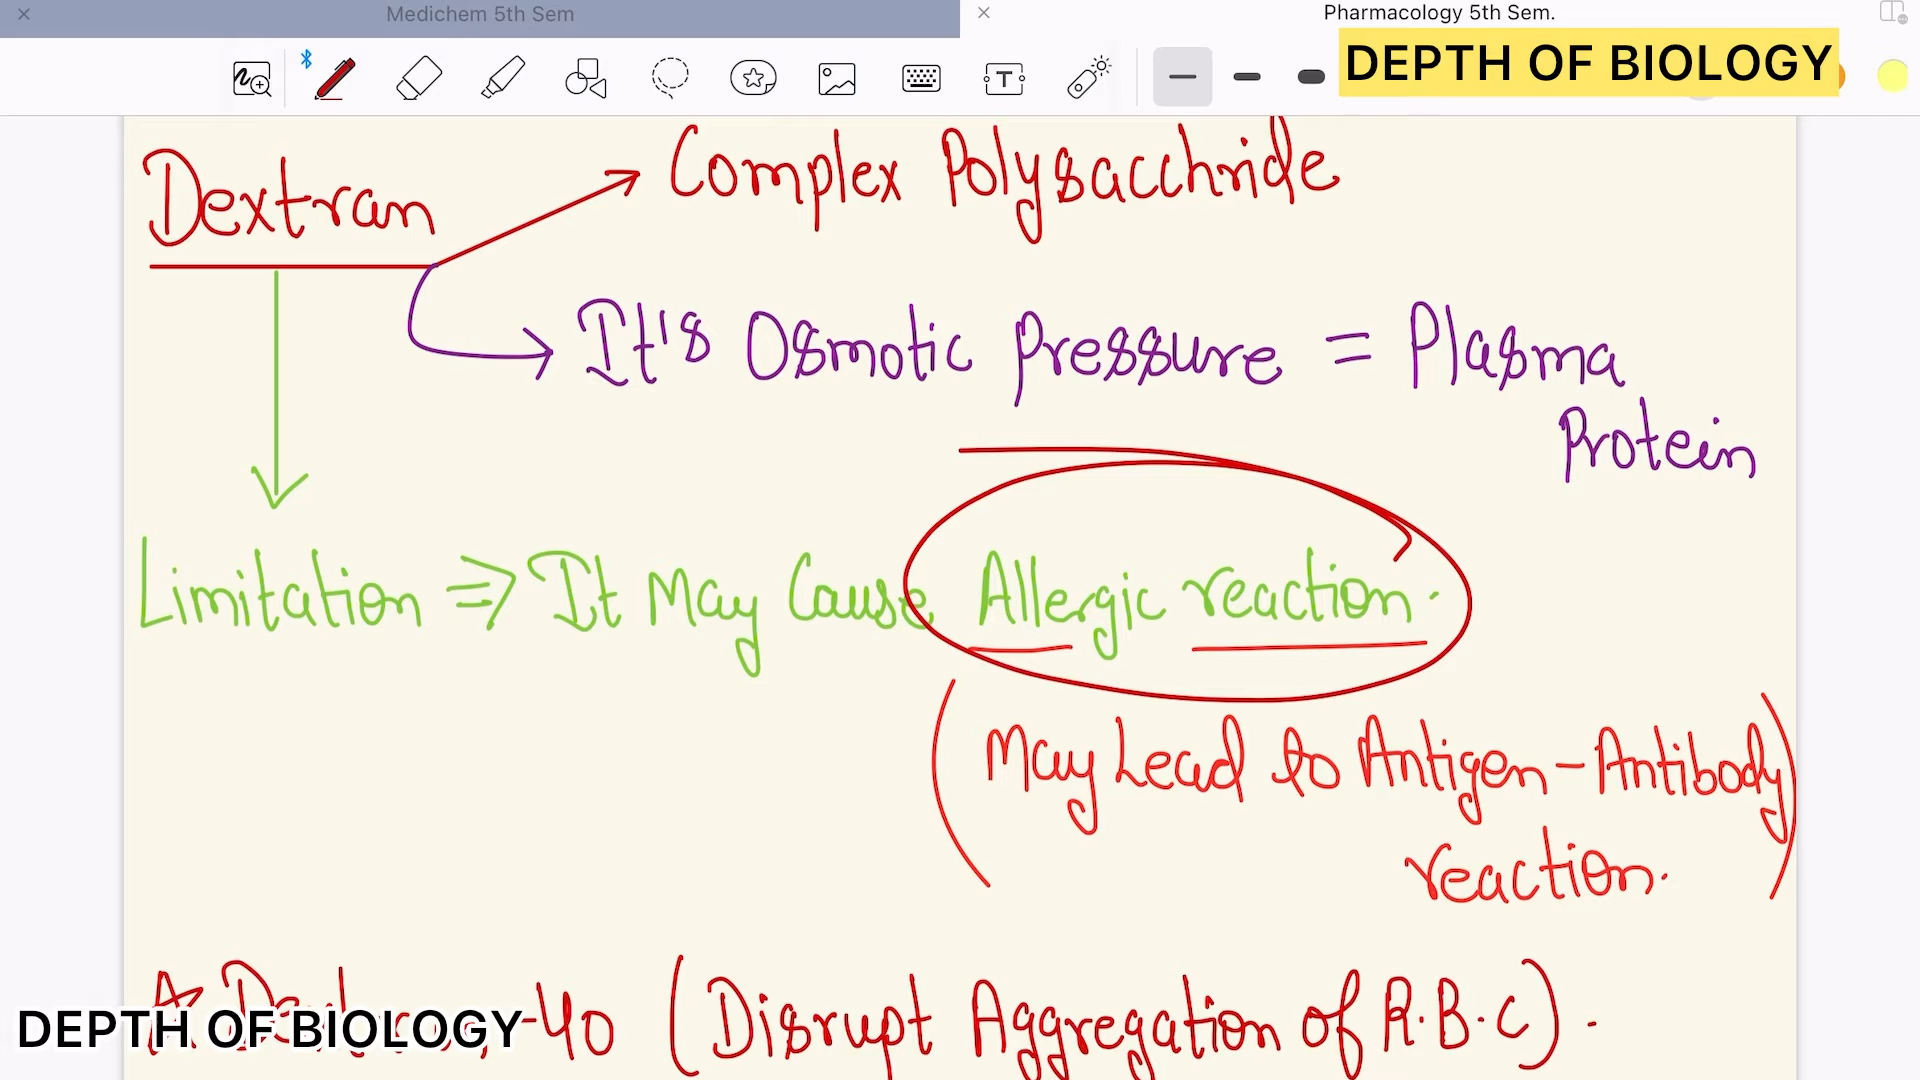 Medichem 5th Sem
Pharmacology 5th Sem.
DEPTH OF BIOLOGY
Dextran
Complex Polysacchride
It's Osmotic Pressure = Plasma
Protein
Limitation ⇒ It May Cause Allergic reaction.
(May Lead to Antigen-Antibody
reaction.)
-40 (Disrupt Aggregation of R.B.C).
DEPTH OF BIOLOGY